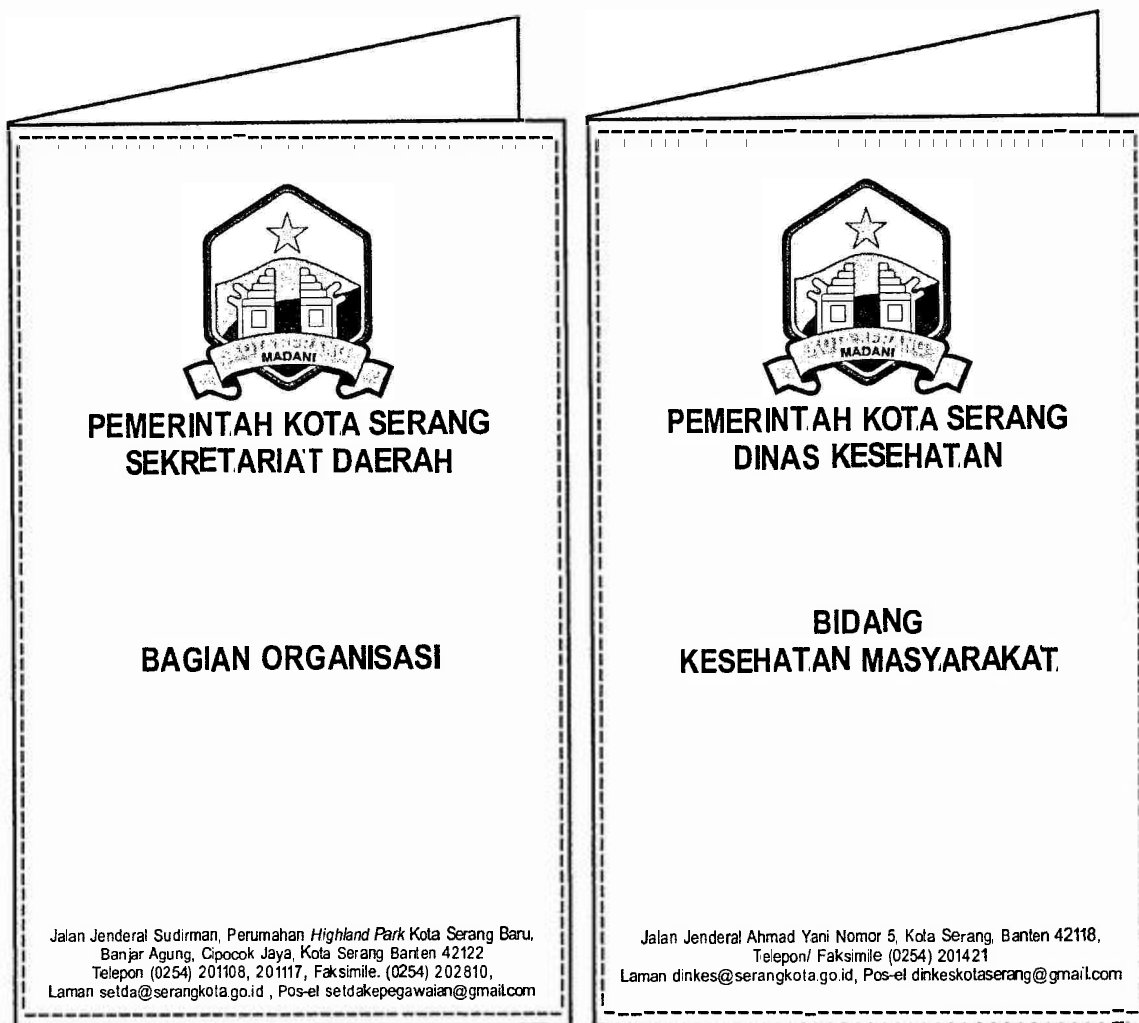 MADANI
PEMERINTAH KOTA SERANG
SEKRETARIAT DAERAH
BAGIAN ORGANISASI
Jalan Jenderal Sudirman, Perumahan Highland Park Kota Serang Baru,
Banjar Agung, Cipocok Jaya, Kota Serang Banten 42122
Telepon (0254) 201108, 201117, Faksimile. (0254) 202810,
Laman setda@serangkota.go.id , Pos-el setdakepegawaian@gmail.com
MADANI
PEMERINTAH KOTA SERANG
DINAS KESEHATAN
BIDANG
KESEHATAN MASYARAKAT
Jalan Jenderal Ahmad Yani Nomor 5, Kota Serang, Banten 42118,
Telepon/ Faksimile (0254) 201421
Laman dinkes@serangkota.go.id, Pos-el dinkeskotaserang@gmail.com